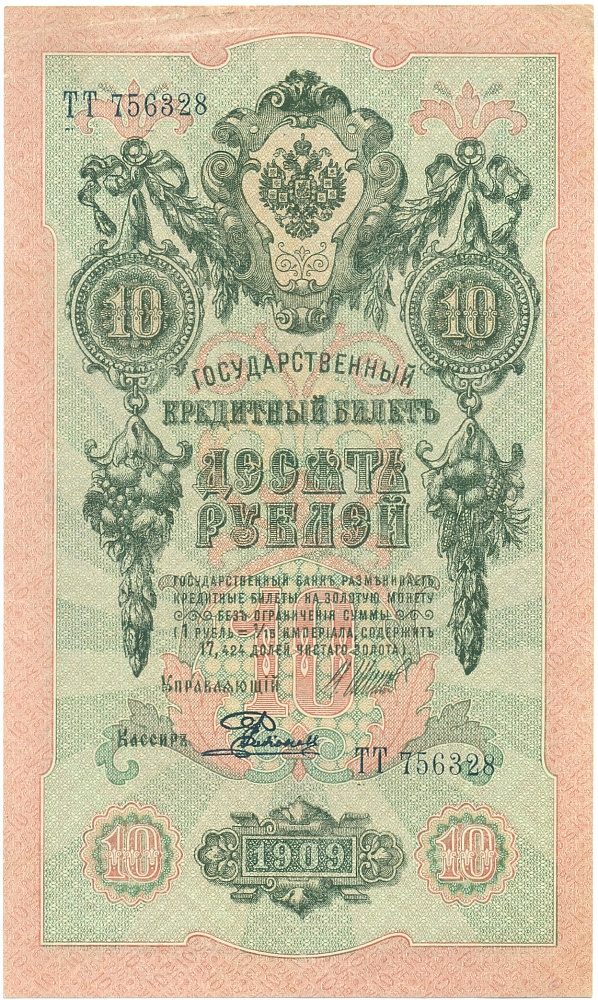 ТТ 756328
10 10
ГОСУДАРСТВЕННЫЙ
КРЕДИТНЫЙ БИЛЕТЪ
ДЕСЯТЬ
РУБЛЕЙ
ГОСУДАРСТВЕННЫЙ БАНКЪ РАЗМѢНИВАЕТЪ
КРЕДИТНЫЕ БИЛЕТЫ НА ЗОЛОТУЮ МОНЕТУ
БЕЗЪ ОГРАНИЧЕНІЯ СУММЫ
(1 РУБЛЬ = 1/15 ИМПЕРІАЛА, СОДЕРЖИТЪ
17,424 ДОЛЕЙ ЧИСТАГО ЗОЛОТА).
10
Управляющій
Кассиръ
ТТ 756328
10 1909 10